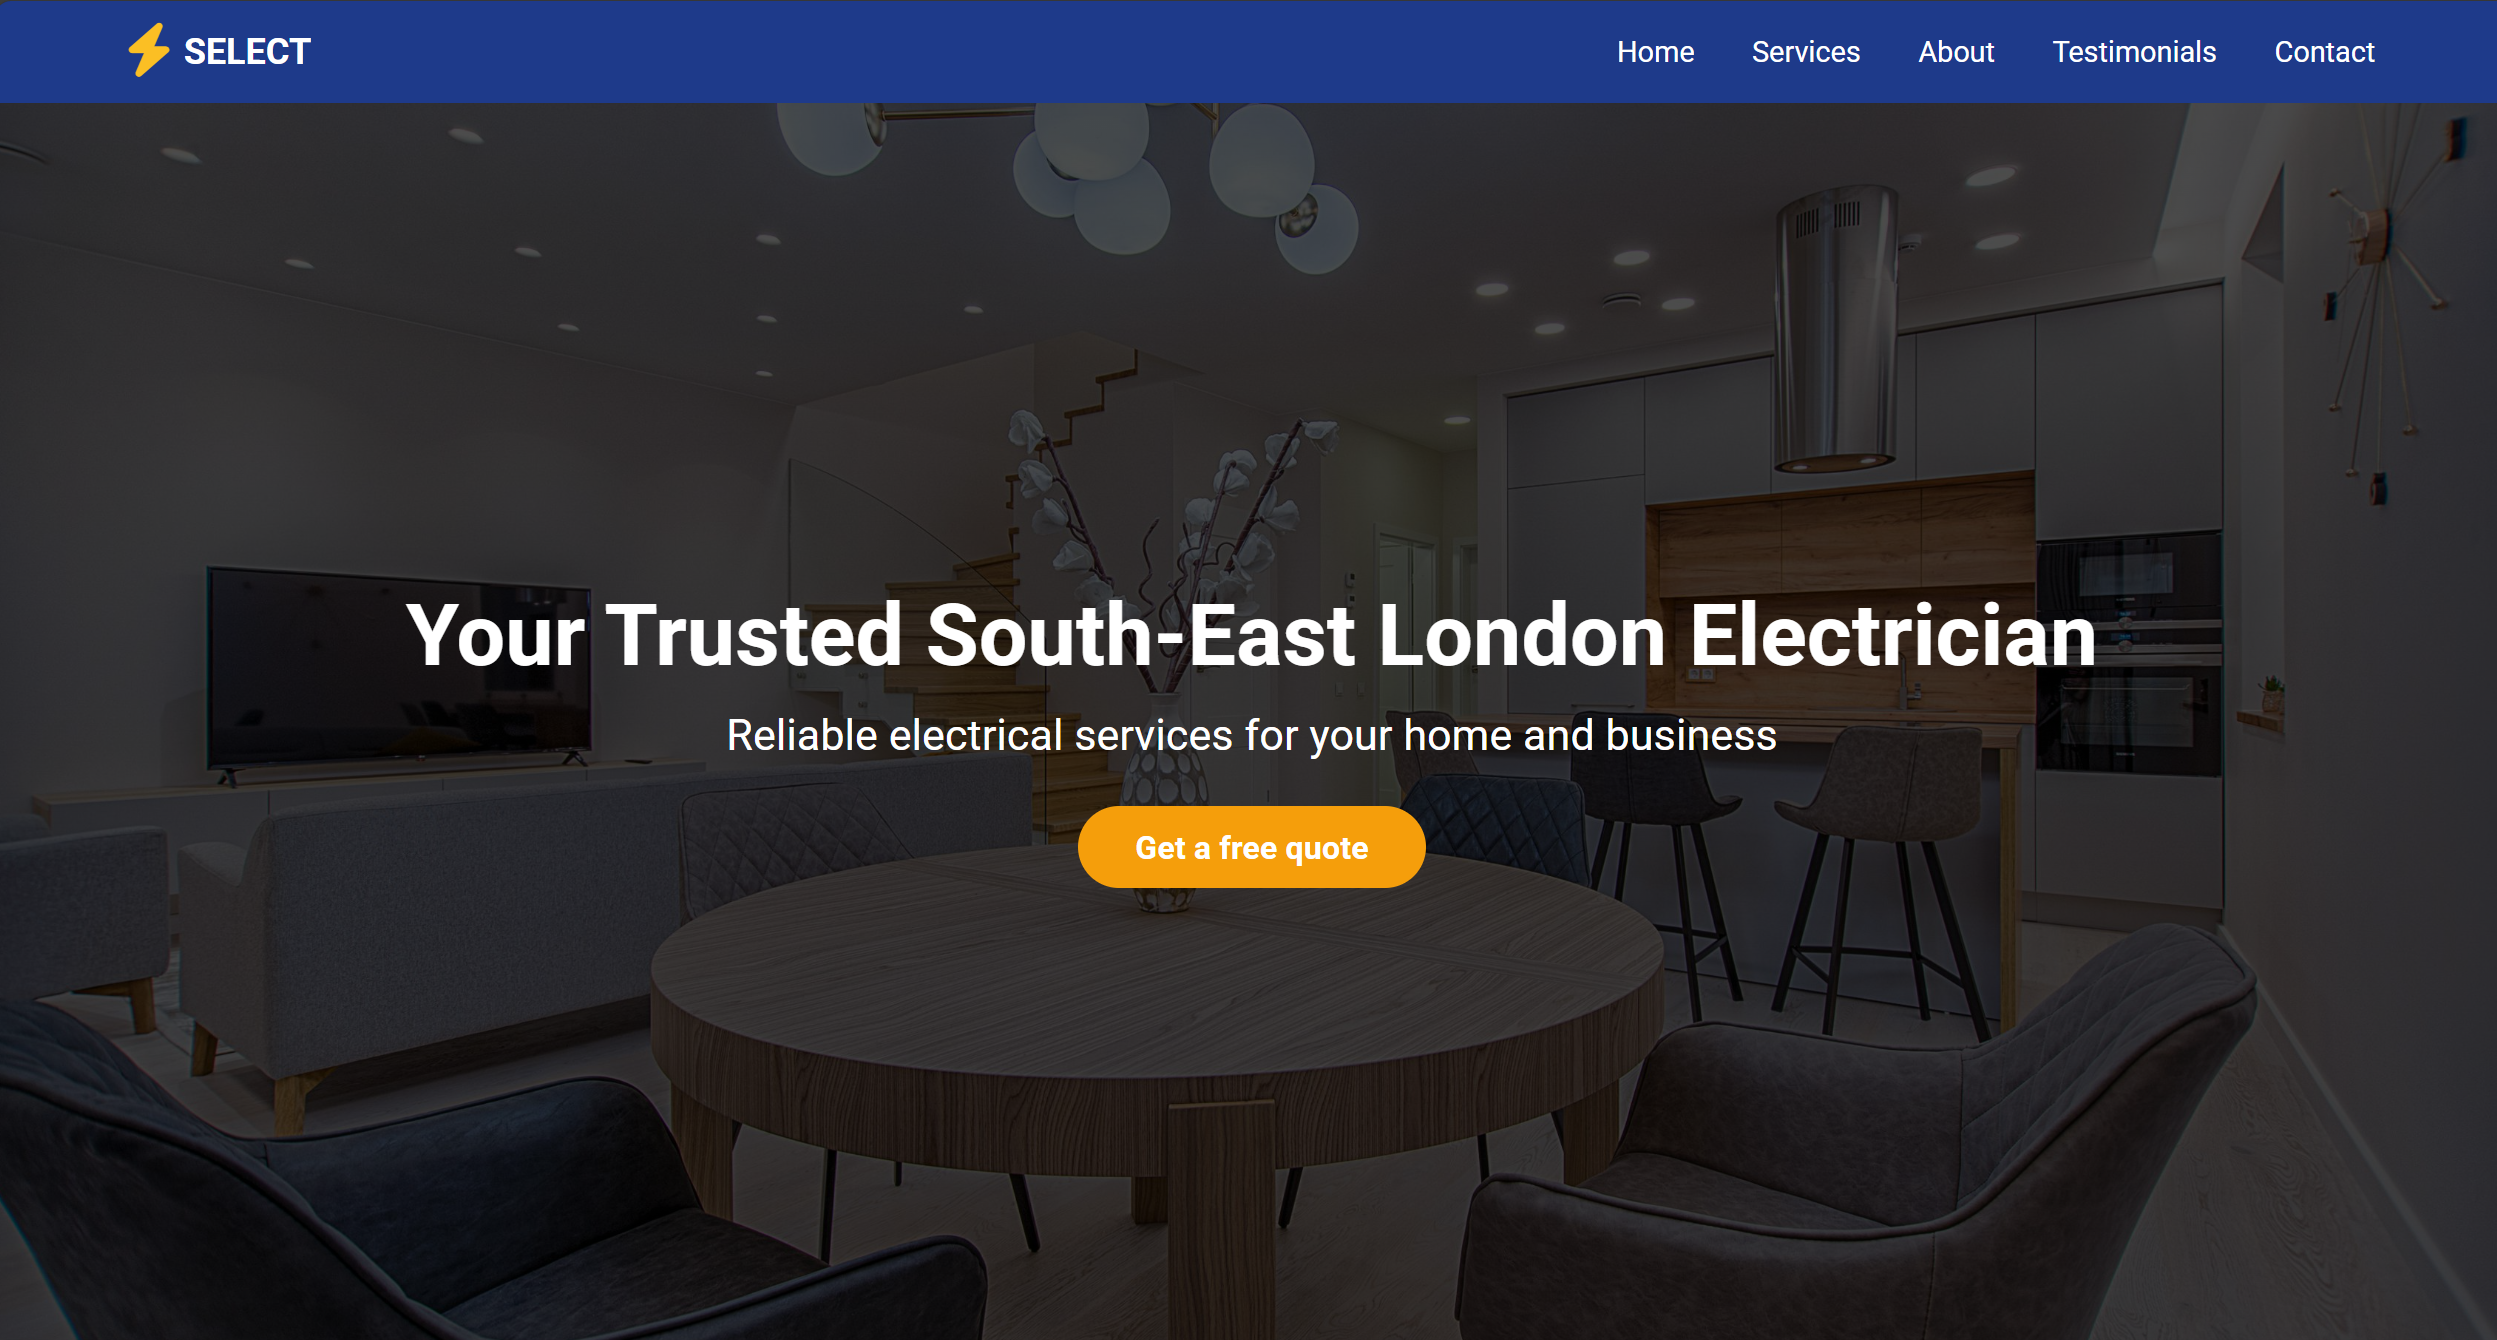 SELECT
Home Services About Testimonials Contact
Your Trusted South-East London Electrician
Reliable electrical services for your home and business
Get a free quote